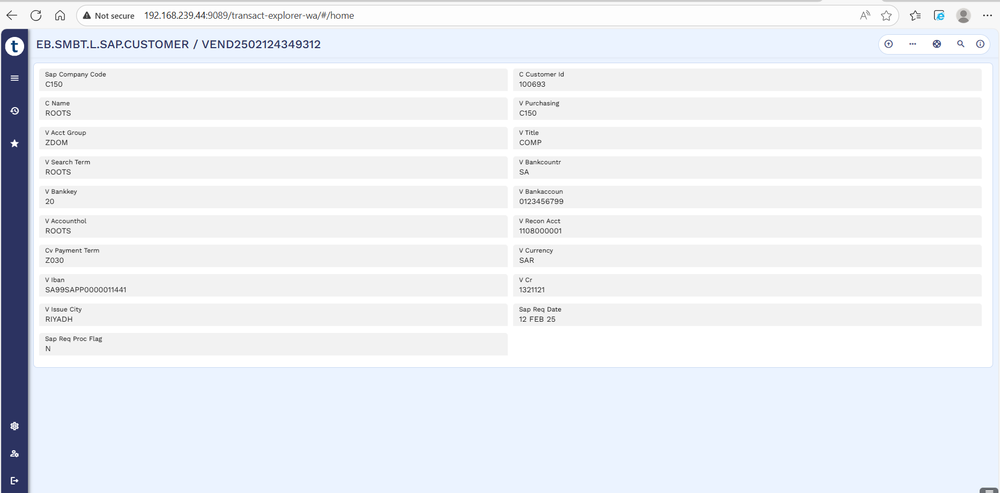 Not secure 192.168.239.44:9089/transact-explorer-wa/#/home
t
EB.SMBT.L.SAP.CUSTOMER / VEND2502124349312
Sap Company Code
C150
C Customer Id
100693
C Name
ROOTS
V Purchasing
C150
V Acct Group
ZDOM
V Title
COMP
V Search Term
ROOTS
V Bankcountr
SA
V Bankkey
20
V Bankaccoun
0123456799
V Accounthol
ROOTS
V Recon Acct
1108000001
Cv Payment Term
Z030
V Currency
SAR
V Iban
SA99SAPP0000011441
V Cr
1321121
V Issue City
RIYADH
Sap Req Date
12 FEB 25
Sap Req Proc Flag
N